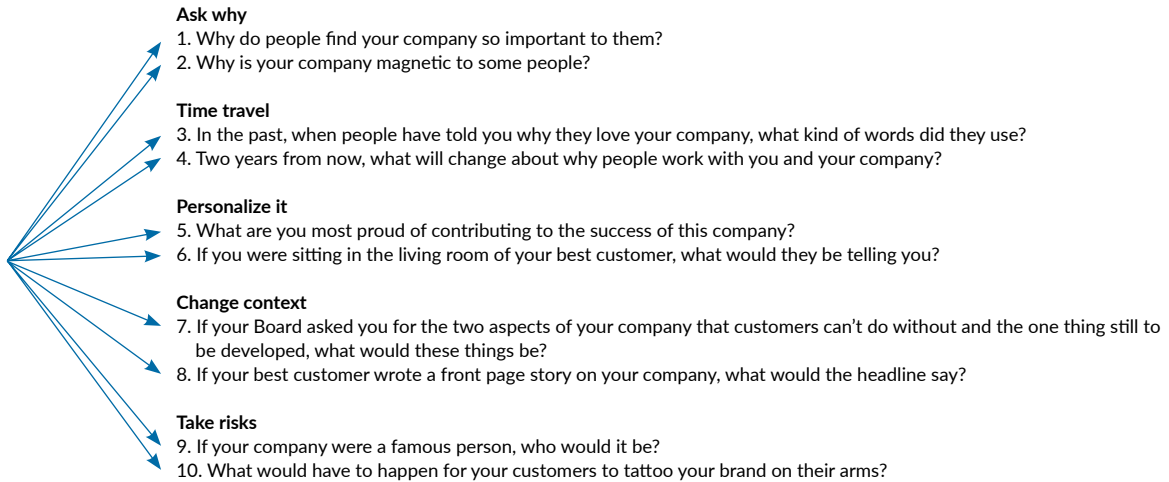 Ask why
1. Why do people find your company so important to them?
2. Why is your company magnetic to some people?
Time travel
3. In the past, when people have told you why they love your company, what kind of words did they use?
4. Two years from now, what will change about why people work with you and your company?
Personalize it
5. What are you most proud of contributing to the success of this company?
6. If you were sitting in the living room of your best customer, what would they be telling you?
Change context
7. If your Board asked you for the two aspects of your company that customers can't do without and the one thing still to
be developed, what would these things be?
8. If your best customer wrote a front page story on your company, what would the headline say?
Take risks
9. If your company were a famous person, who would it be?
10. What would have to happen for your customers to tattoo your brand on their arms?